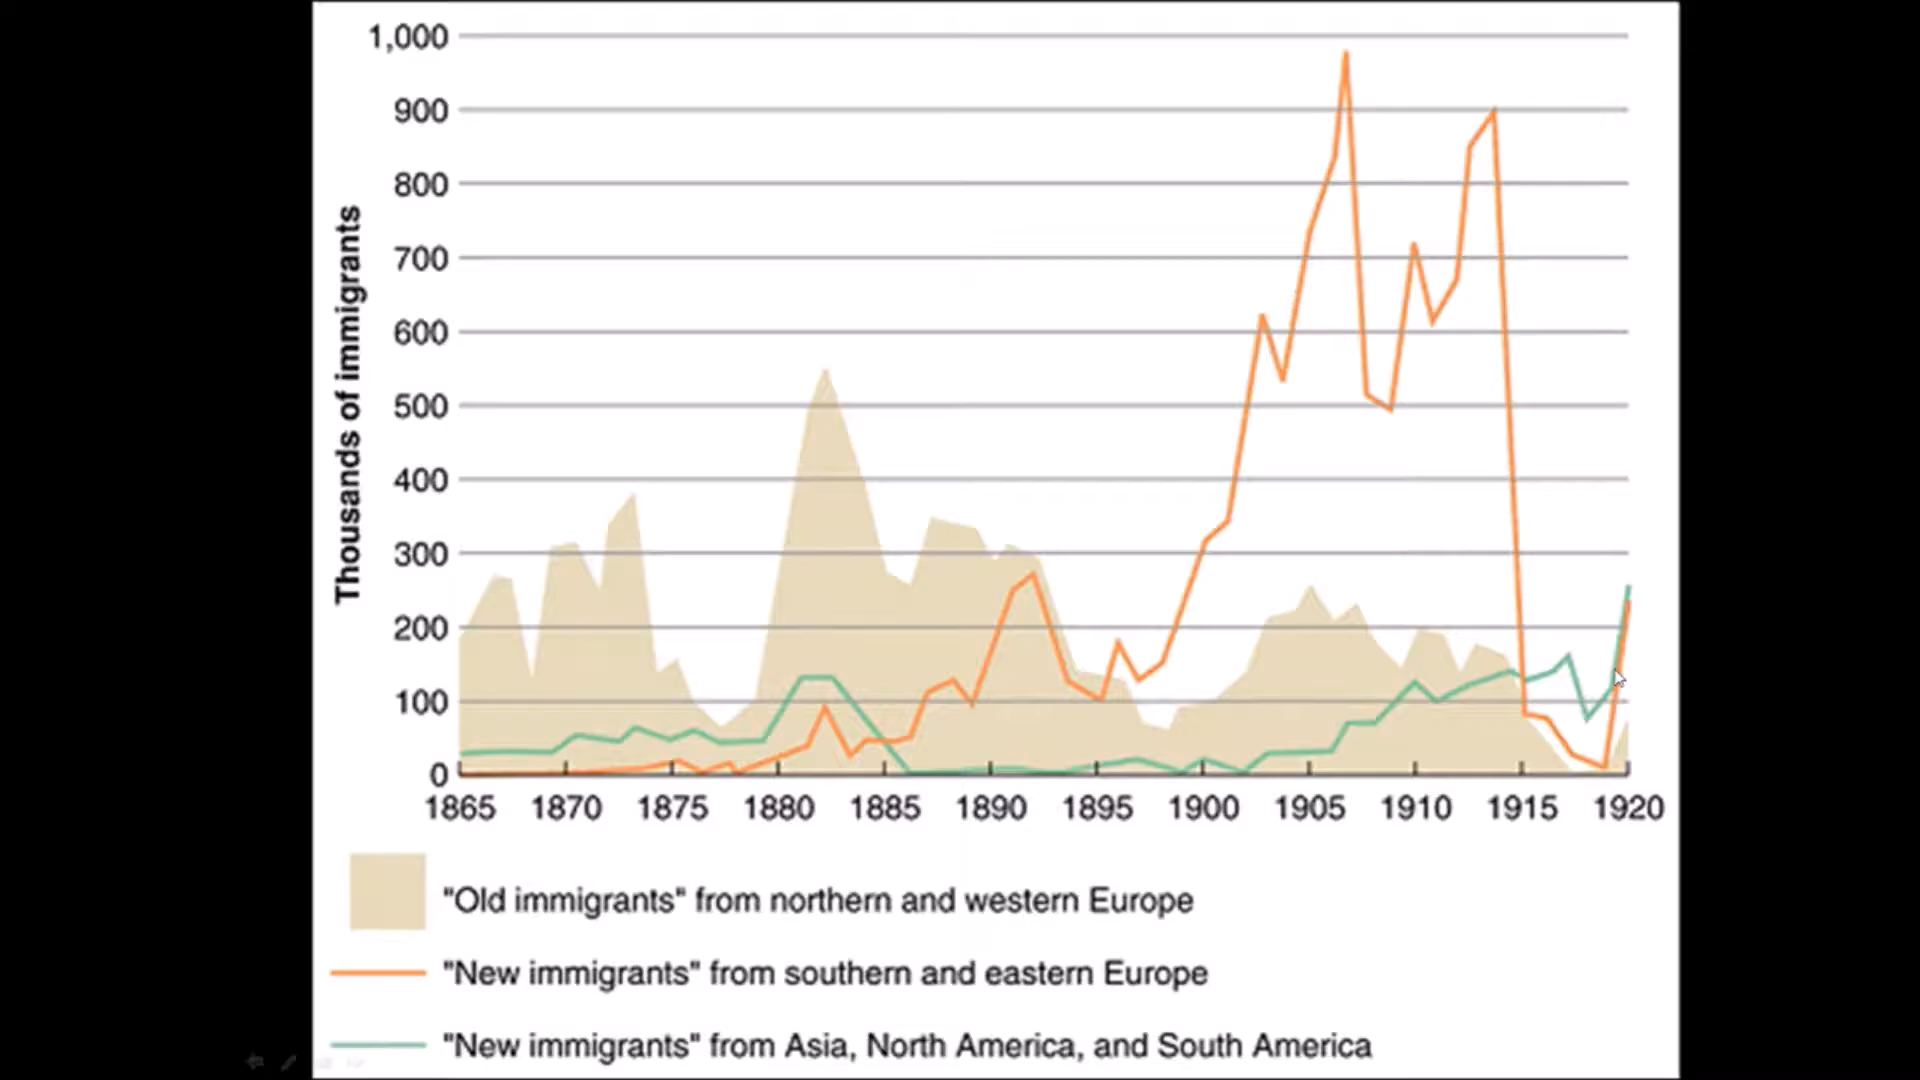 1,000
900
800
700
600
500
400
300
200
100
0
Thousands of immigrants
1865 1870 1875 1880 1885 1890 1895 1900 1905 1910 1915 1920
"Old immigrants" from northern and western Europe
"New immigrants" from southern and eastern Europe
"New immigrants" from Asia, North America, and South America